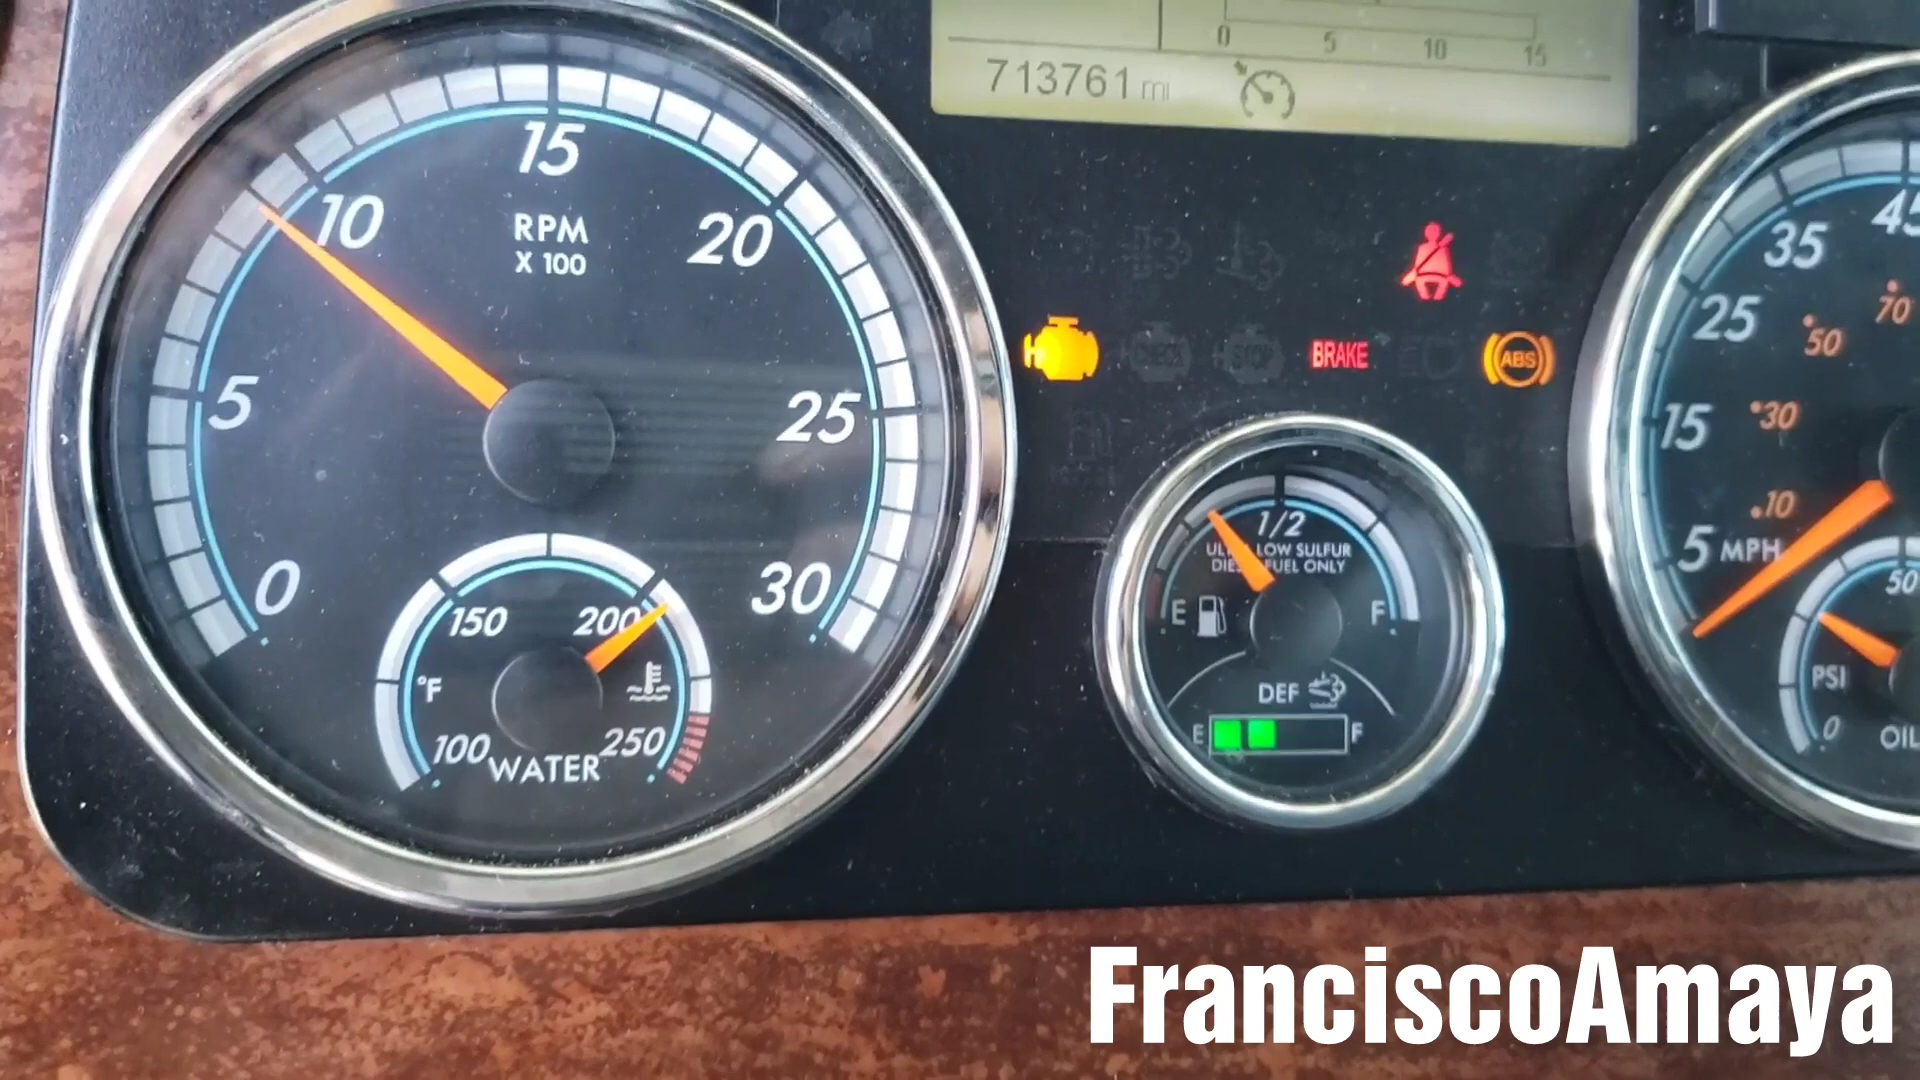 0 5 10 15
713761 mi
15
10
20
RPM
X 100
5
25
0
30
150
200
°F
100
250
WATER
CHECK
STOP
BRAKE
ABS
1/2
LOW SULFUR
FUEL ONLY
E
F
DEF
E
F
45
35
25
15
5 MPH
70
50
30
10
50
PSI
0
FranciscoAmaya